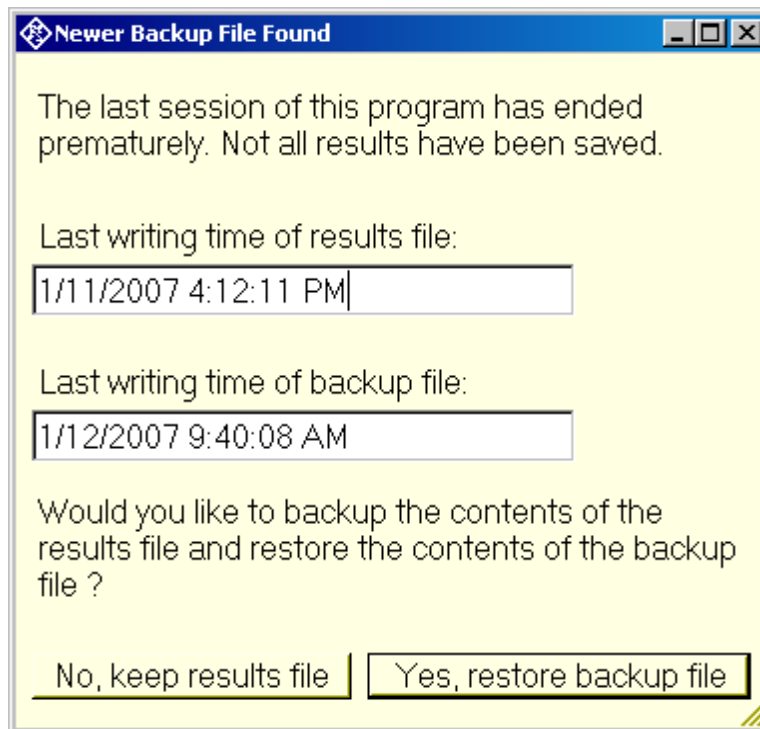 Newer Backup File Found
The last session of this program has ended
prematurely. Not all results have been saved.
Last writing time of results file:
1/11/2007 4:12:11 PM
Last writing time of backup file:
1/12/2007 9:40:08 AM
Would you like to backup the contents of the
results file and restore the contents of the backup
file ?
No, keep results file
Yes, restore backup file